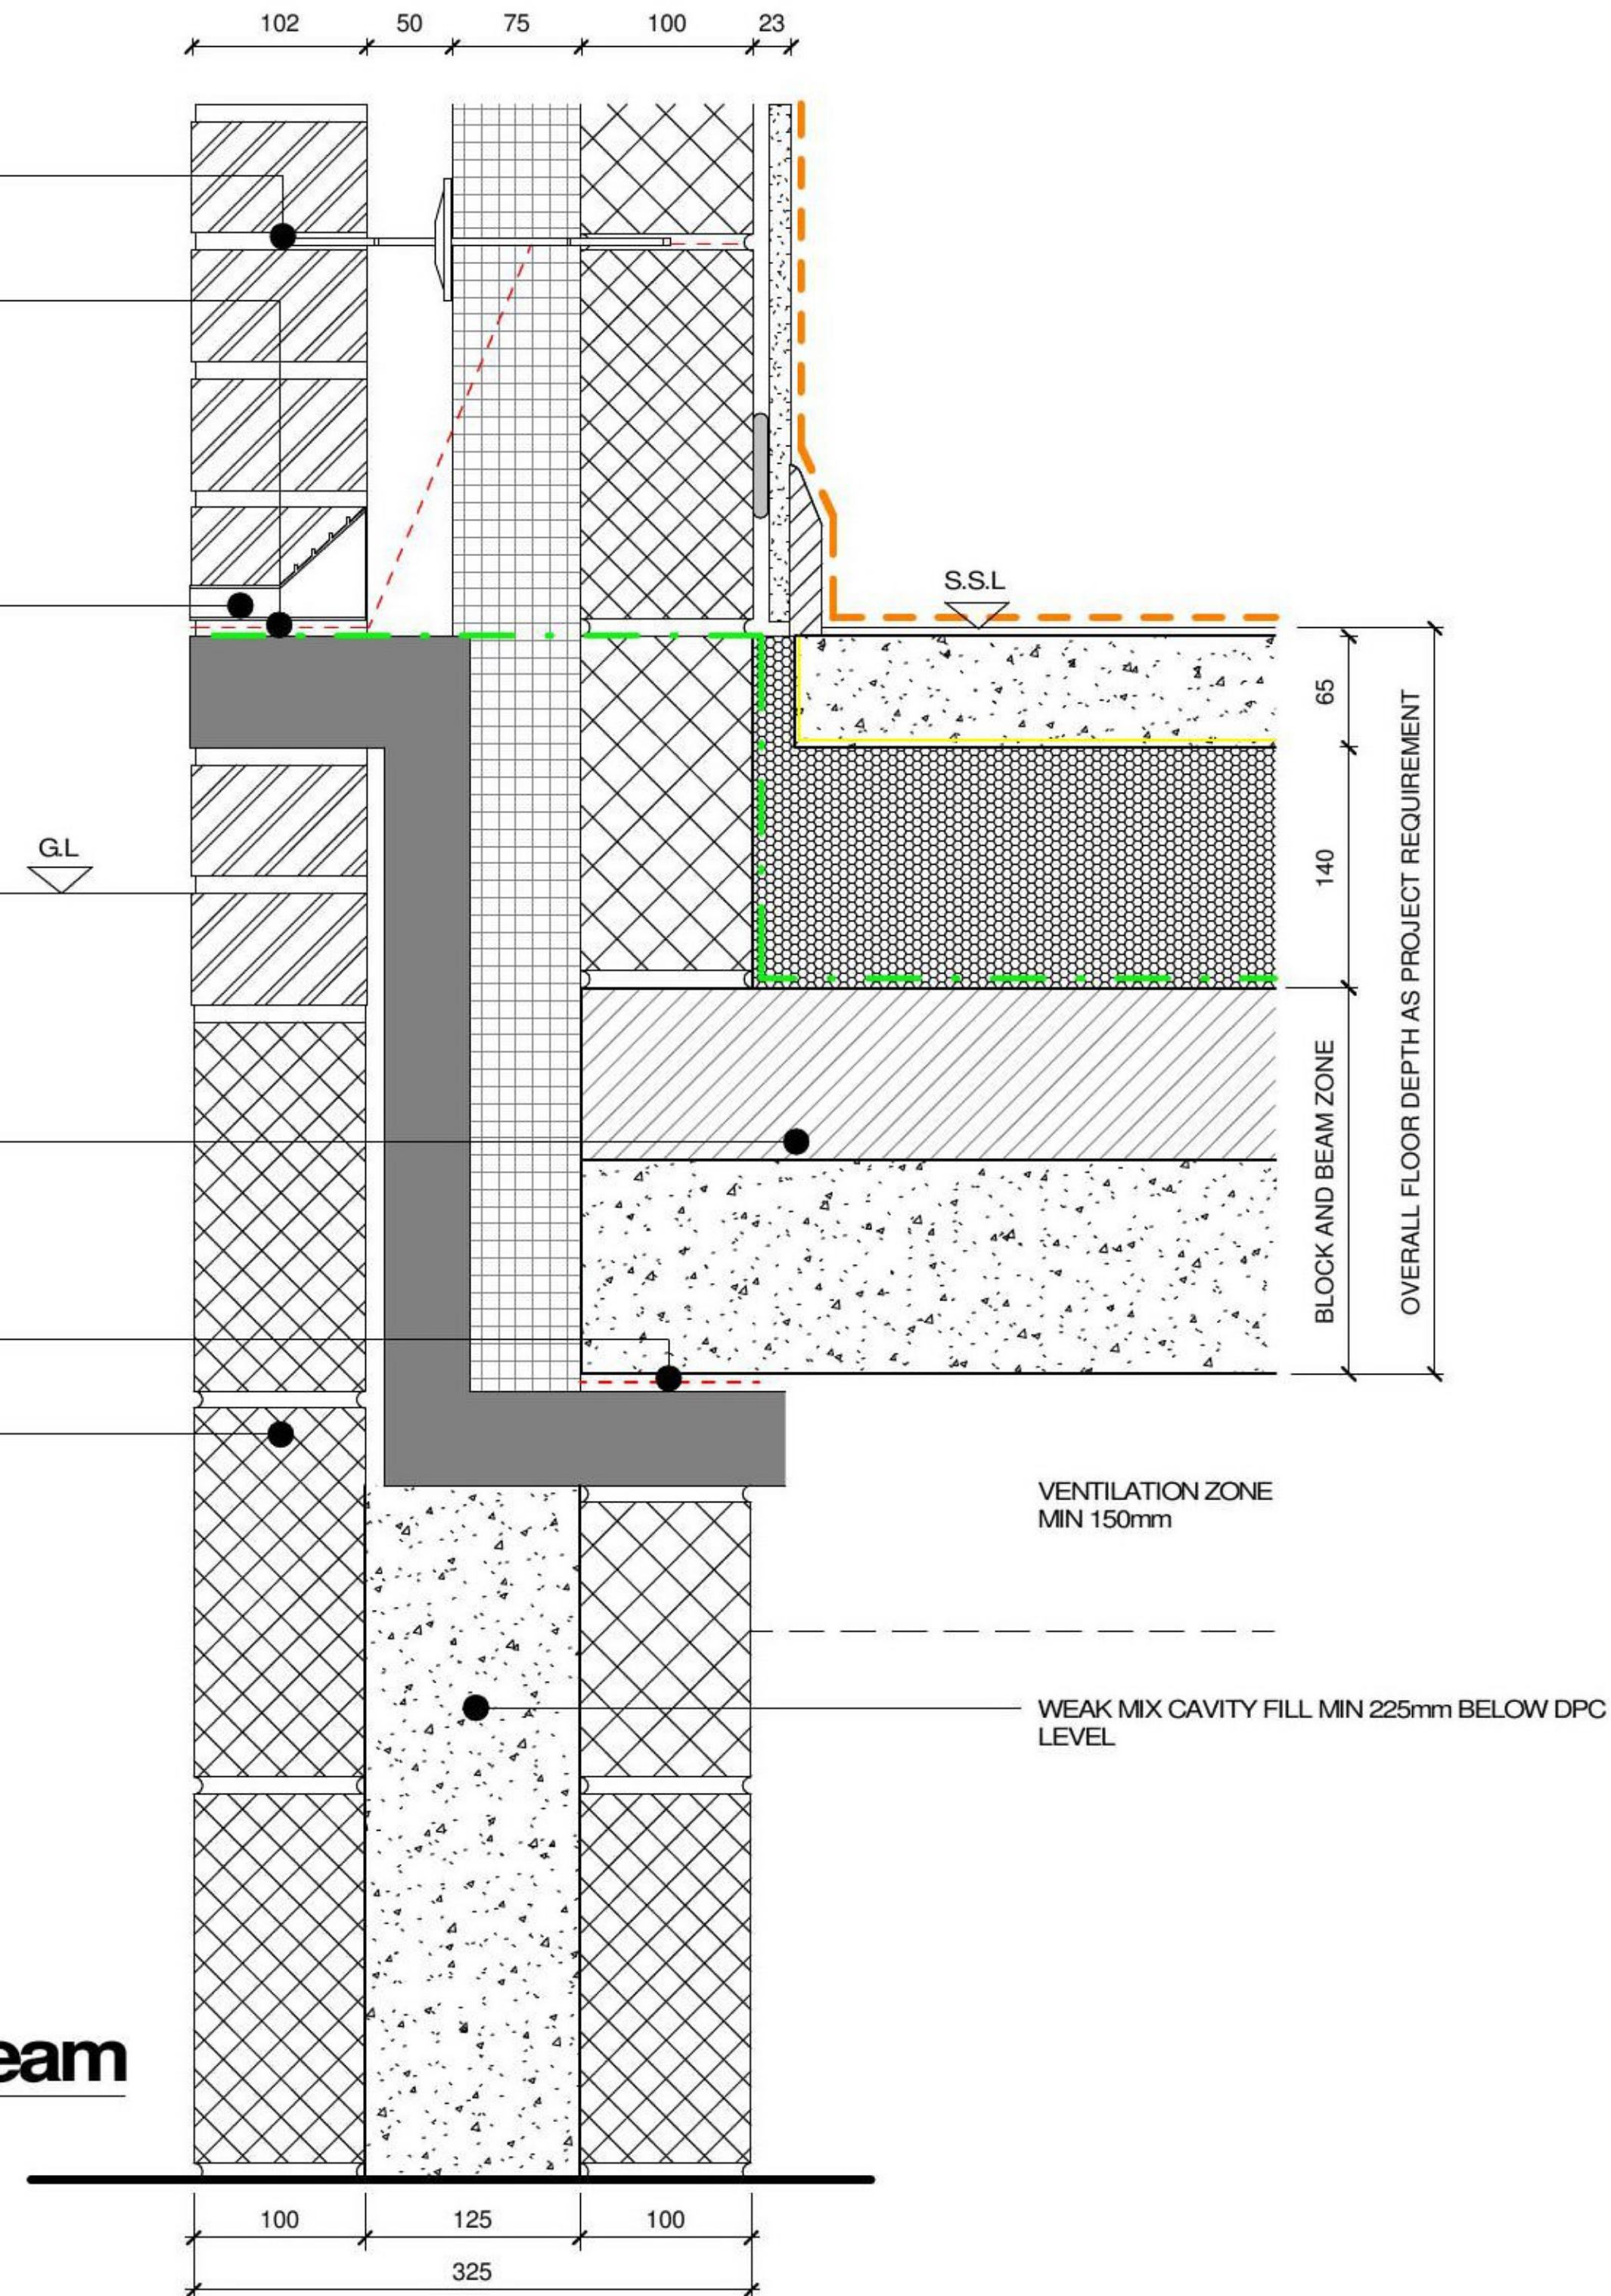 102 50 75 100 23
S.S.L
65
G.L
140
OVERALL FLOOR DEPTH AS PROJECT REQUIREMENT
BLOCK AND BEAM ZONE
VENTILATION ZONE
MIN 150mm
WEAK MIX CAVITY FILL MIN 225mm BELOW DPC
LEVEL
eam
100 125 100
325